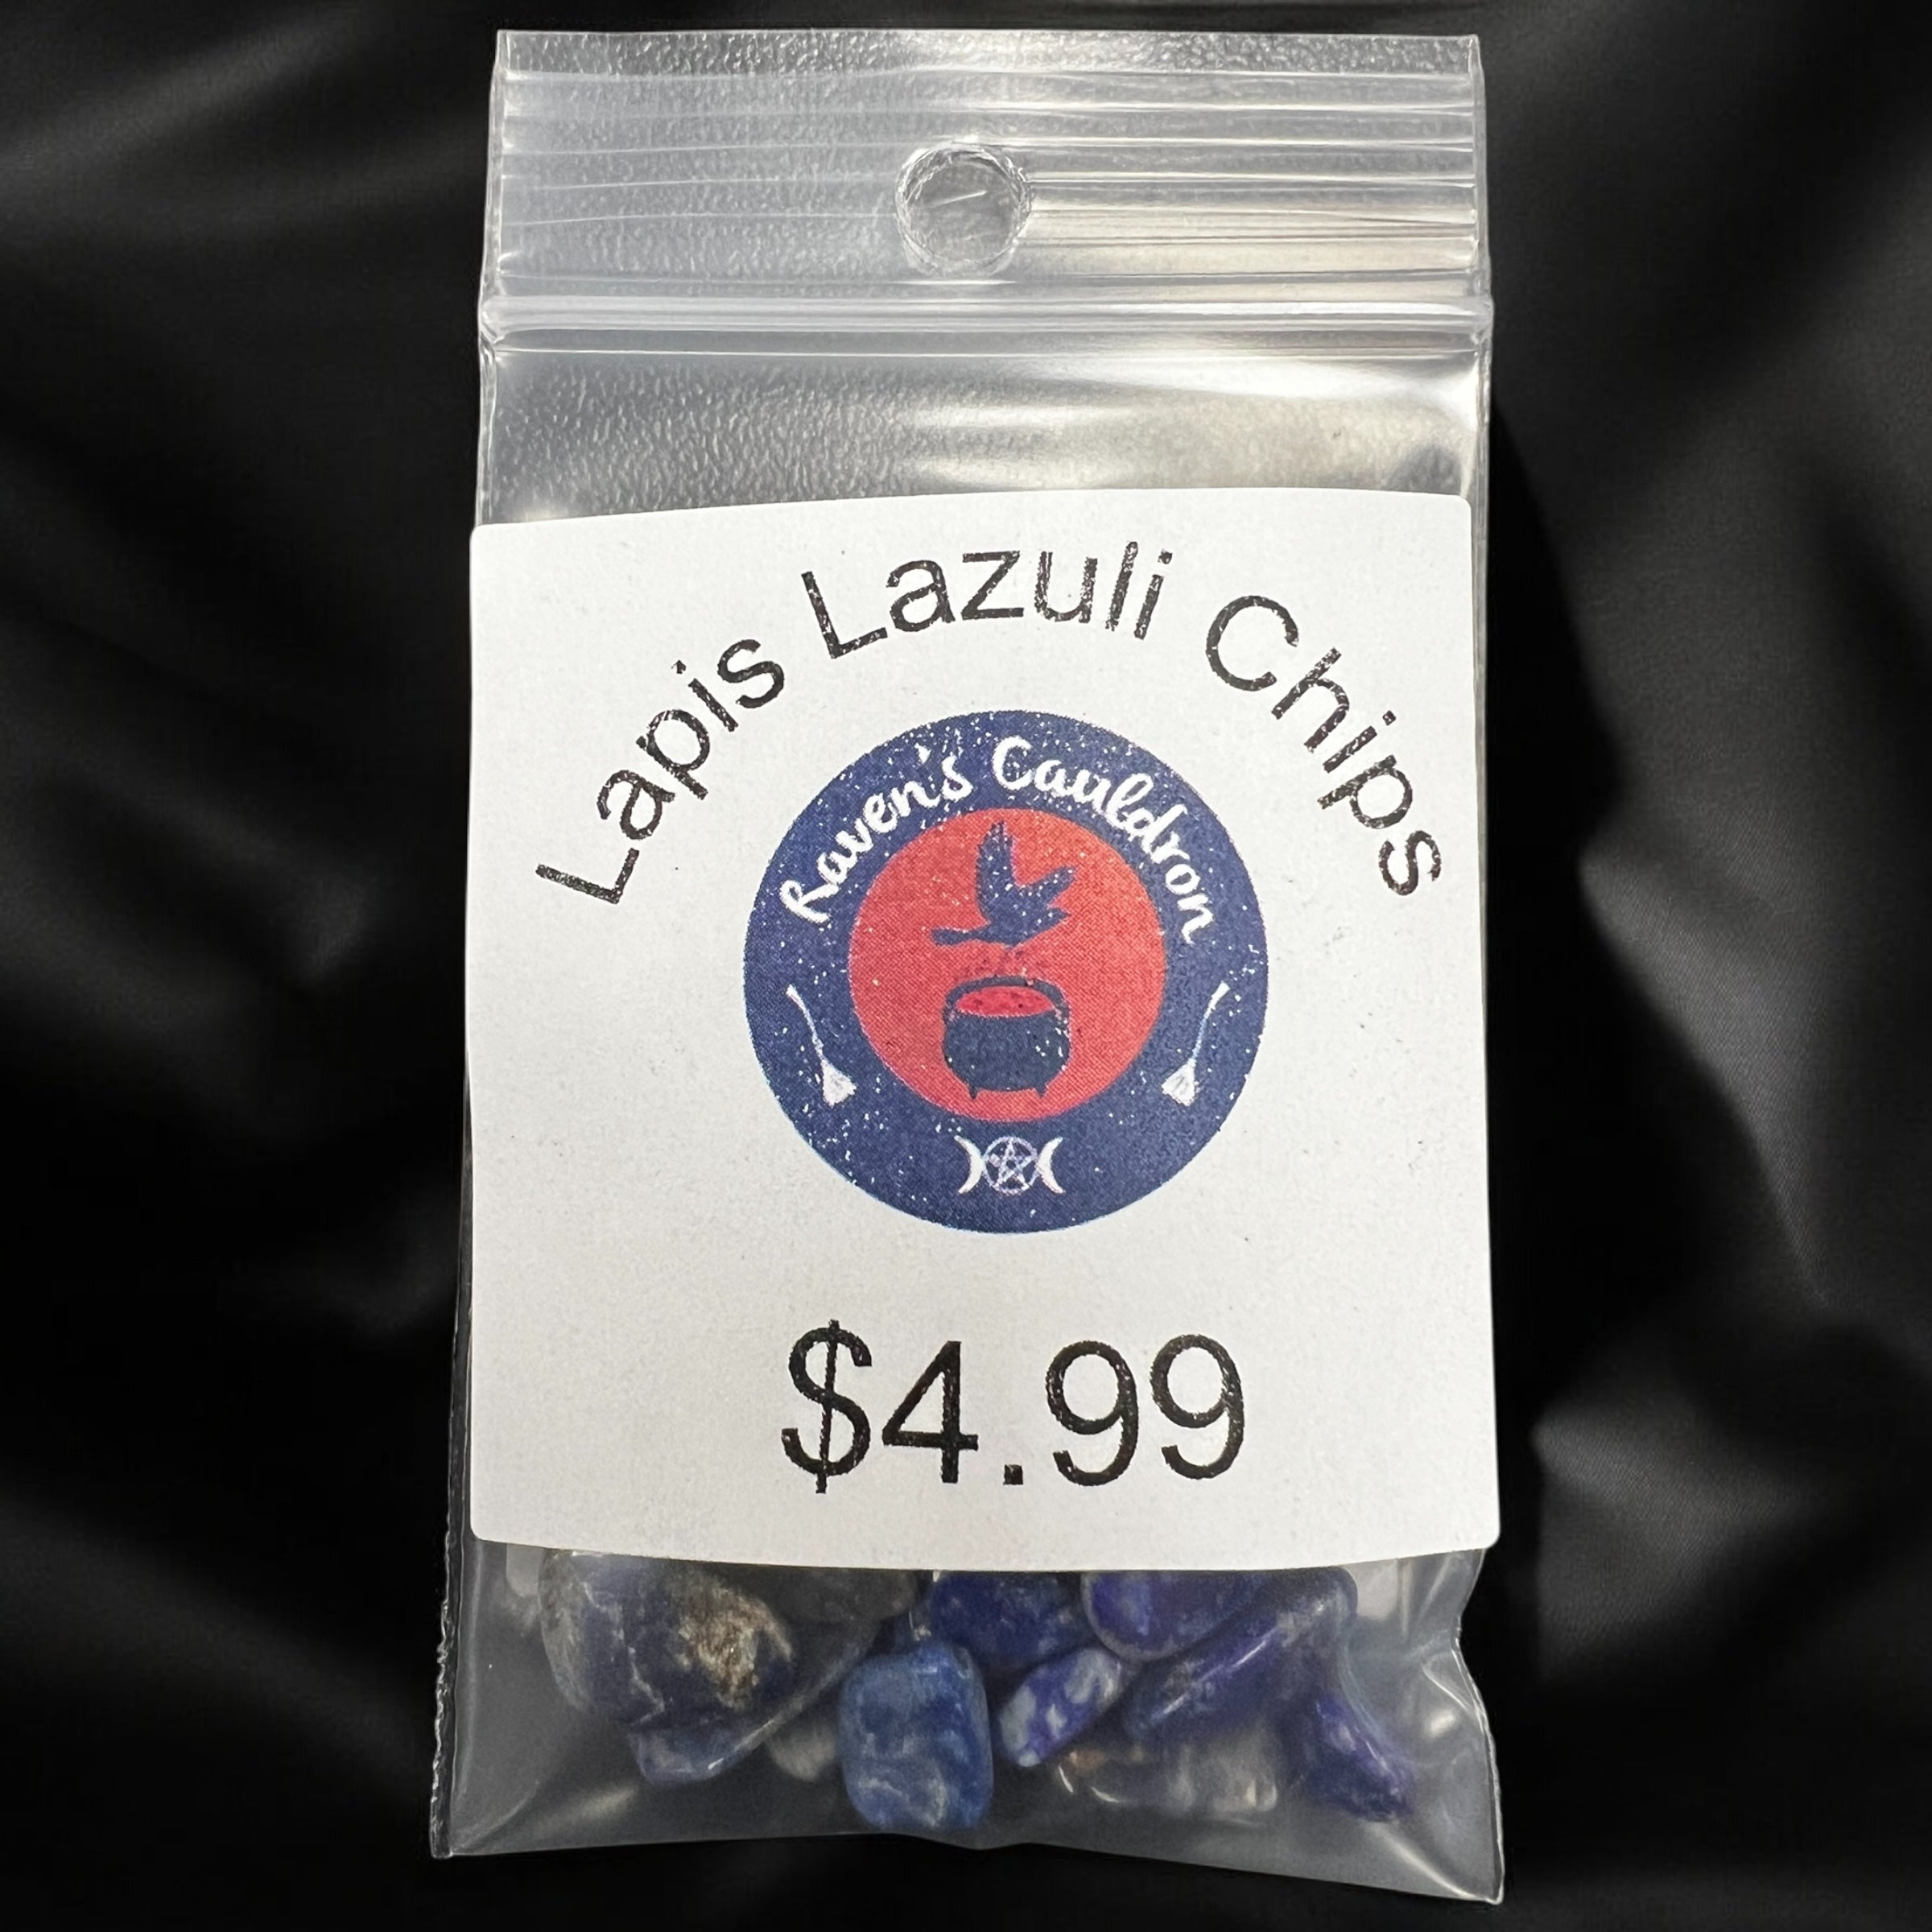 Lapis Lazuli Chips
Raven's Cauldron
$4.99